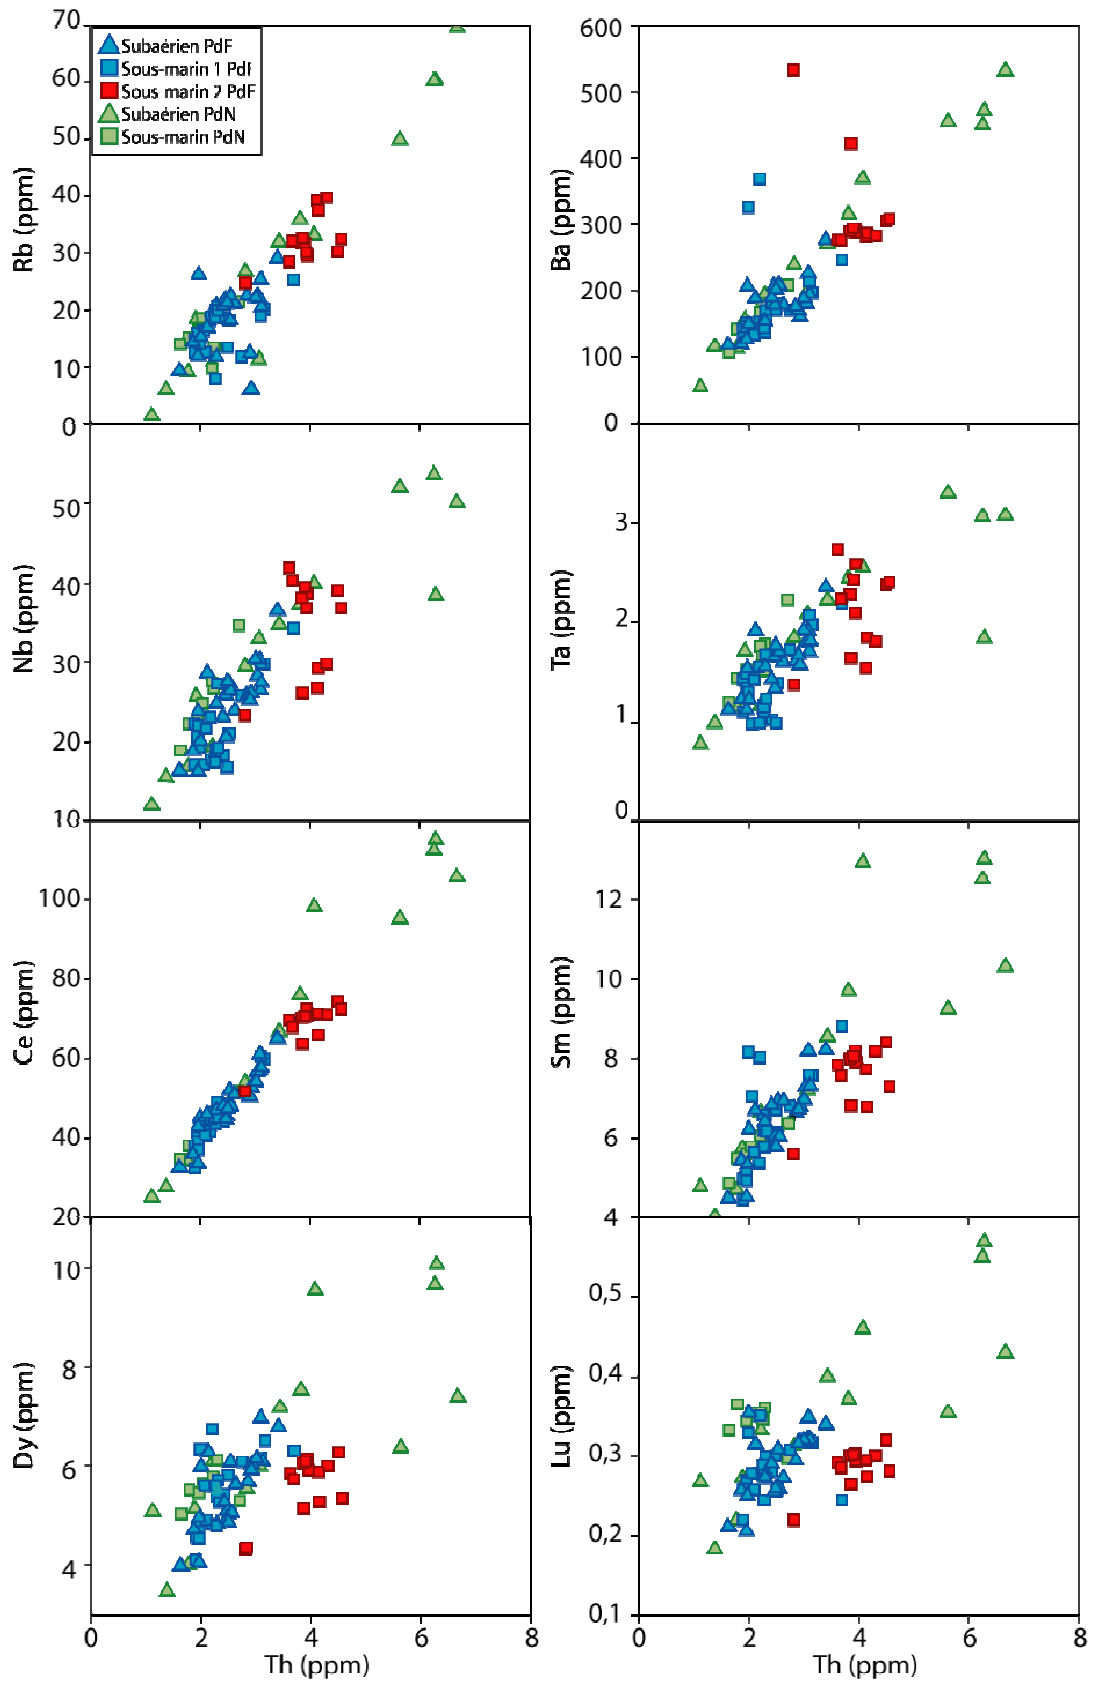 70
60
50
40
30
20
10
0
Rb (ppm)
Subaérien PdF
Sous-marin 1 PdF
Sous marin 2 PdF
Subaérien PdN
Sous-marin PdN
600
500
400
300
200
100
0
Ba (ppm)
50
40
30
20
10
Nb (ppm)
3
2
1
0
Ta (ppm)
100
80
60
40
20
Ce (ppm)
12
10
8
6
4
Sm (ppm)
10
8
6
4
Dy (ppm)
0 2 4 6 8
Th (ppm)
0,5
0,4
0,3
0,2
0,1
Lu (ppm)
0 2 4 6 8
Th (ppm)